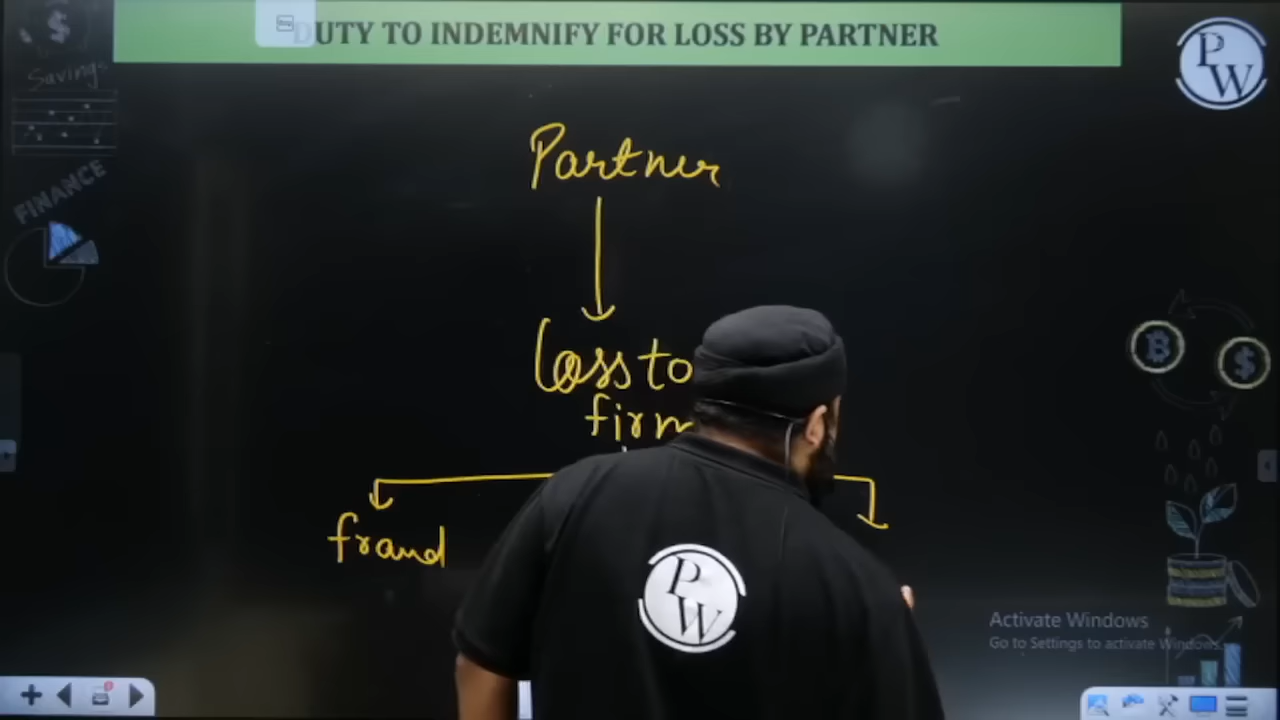 DUTY TO INDEMNIFY FOR LOSS BY PARTNER
P
W
Savings
FINANCE
Partner
Loss to
firm
fraud
P
W
Activate Windows
Go to Settings to activate Windows.